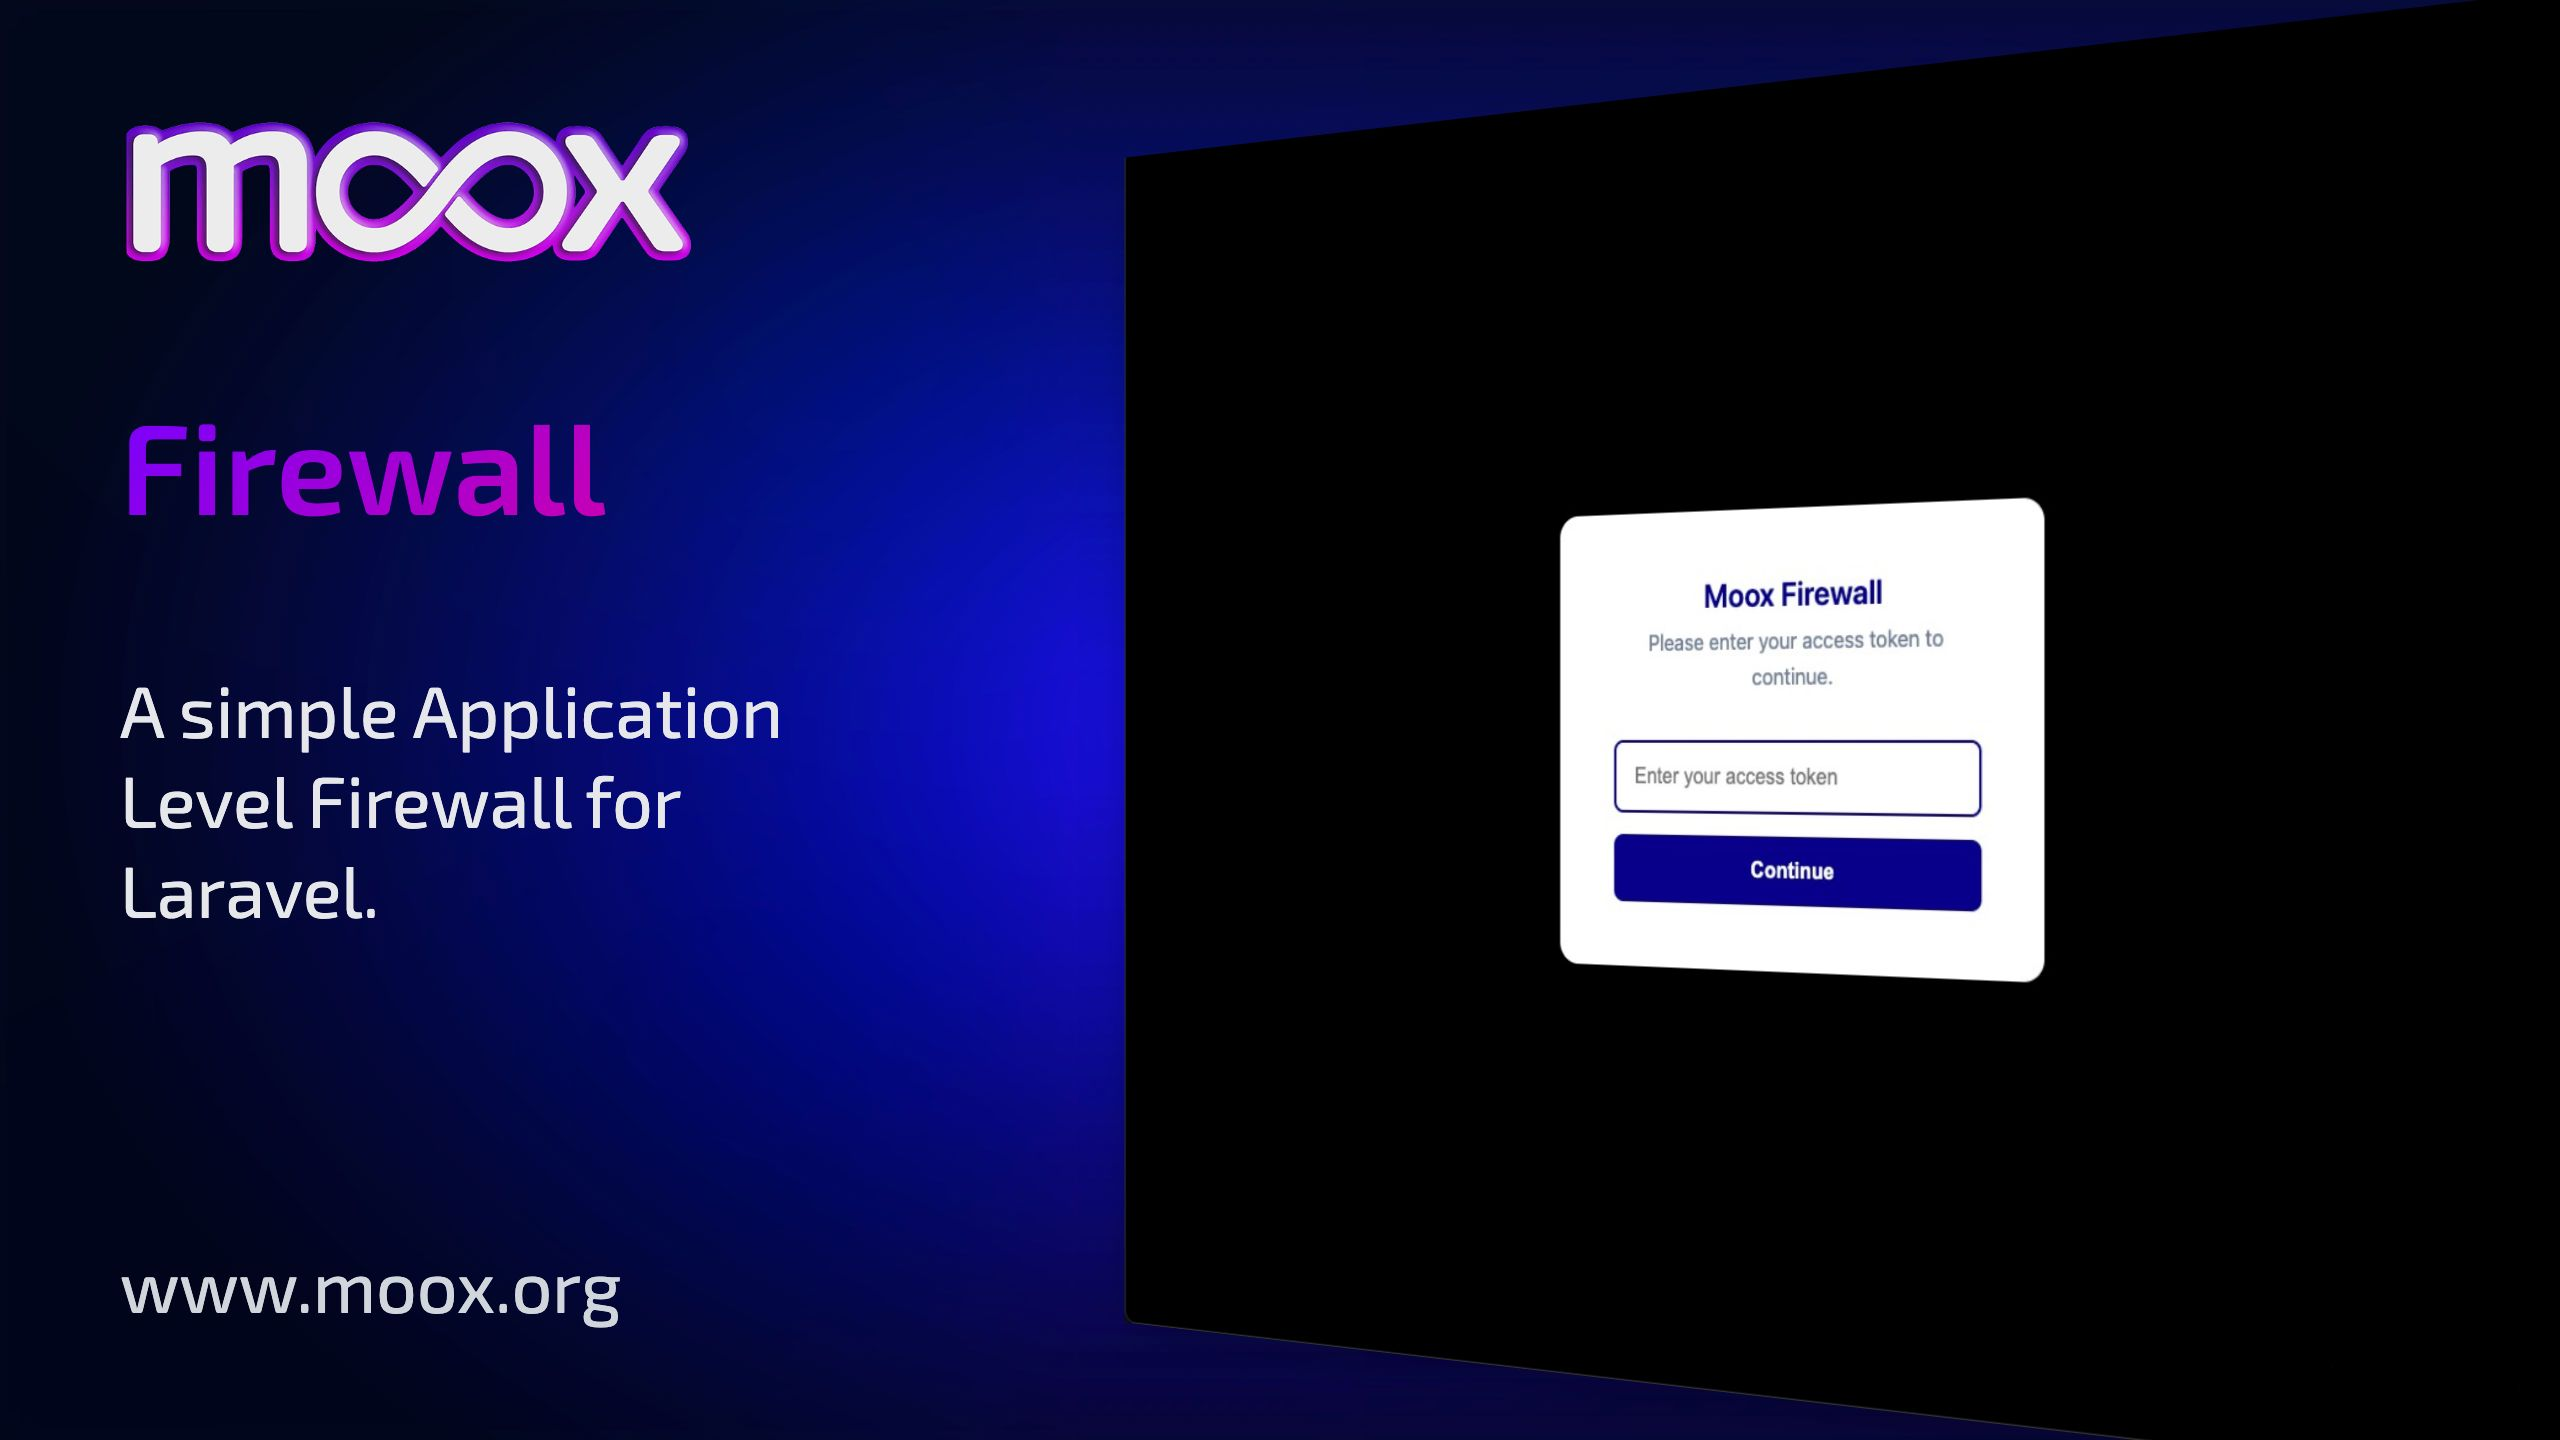 moox
Firewall
A simple Application
Level Firewall for
Laravel.
www.moox.org
Moox Firewall
Please enter your access token to
continue.
Enter your access token
Continue